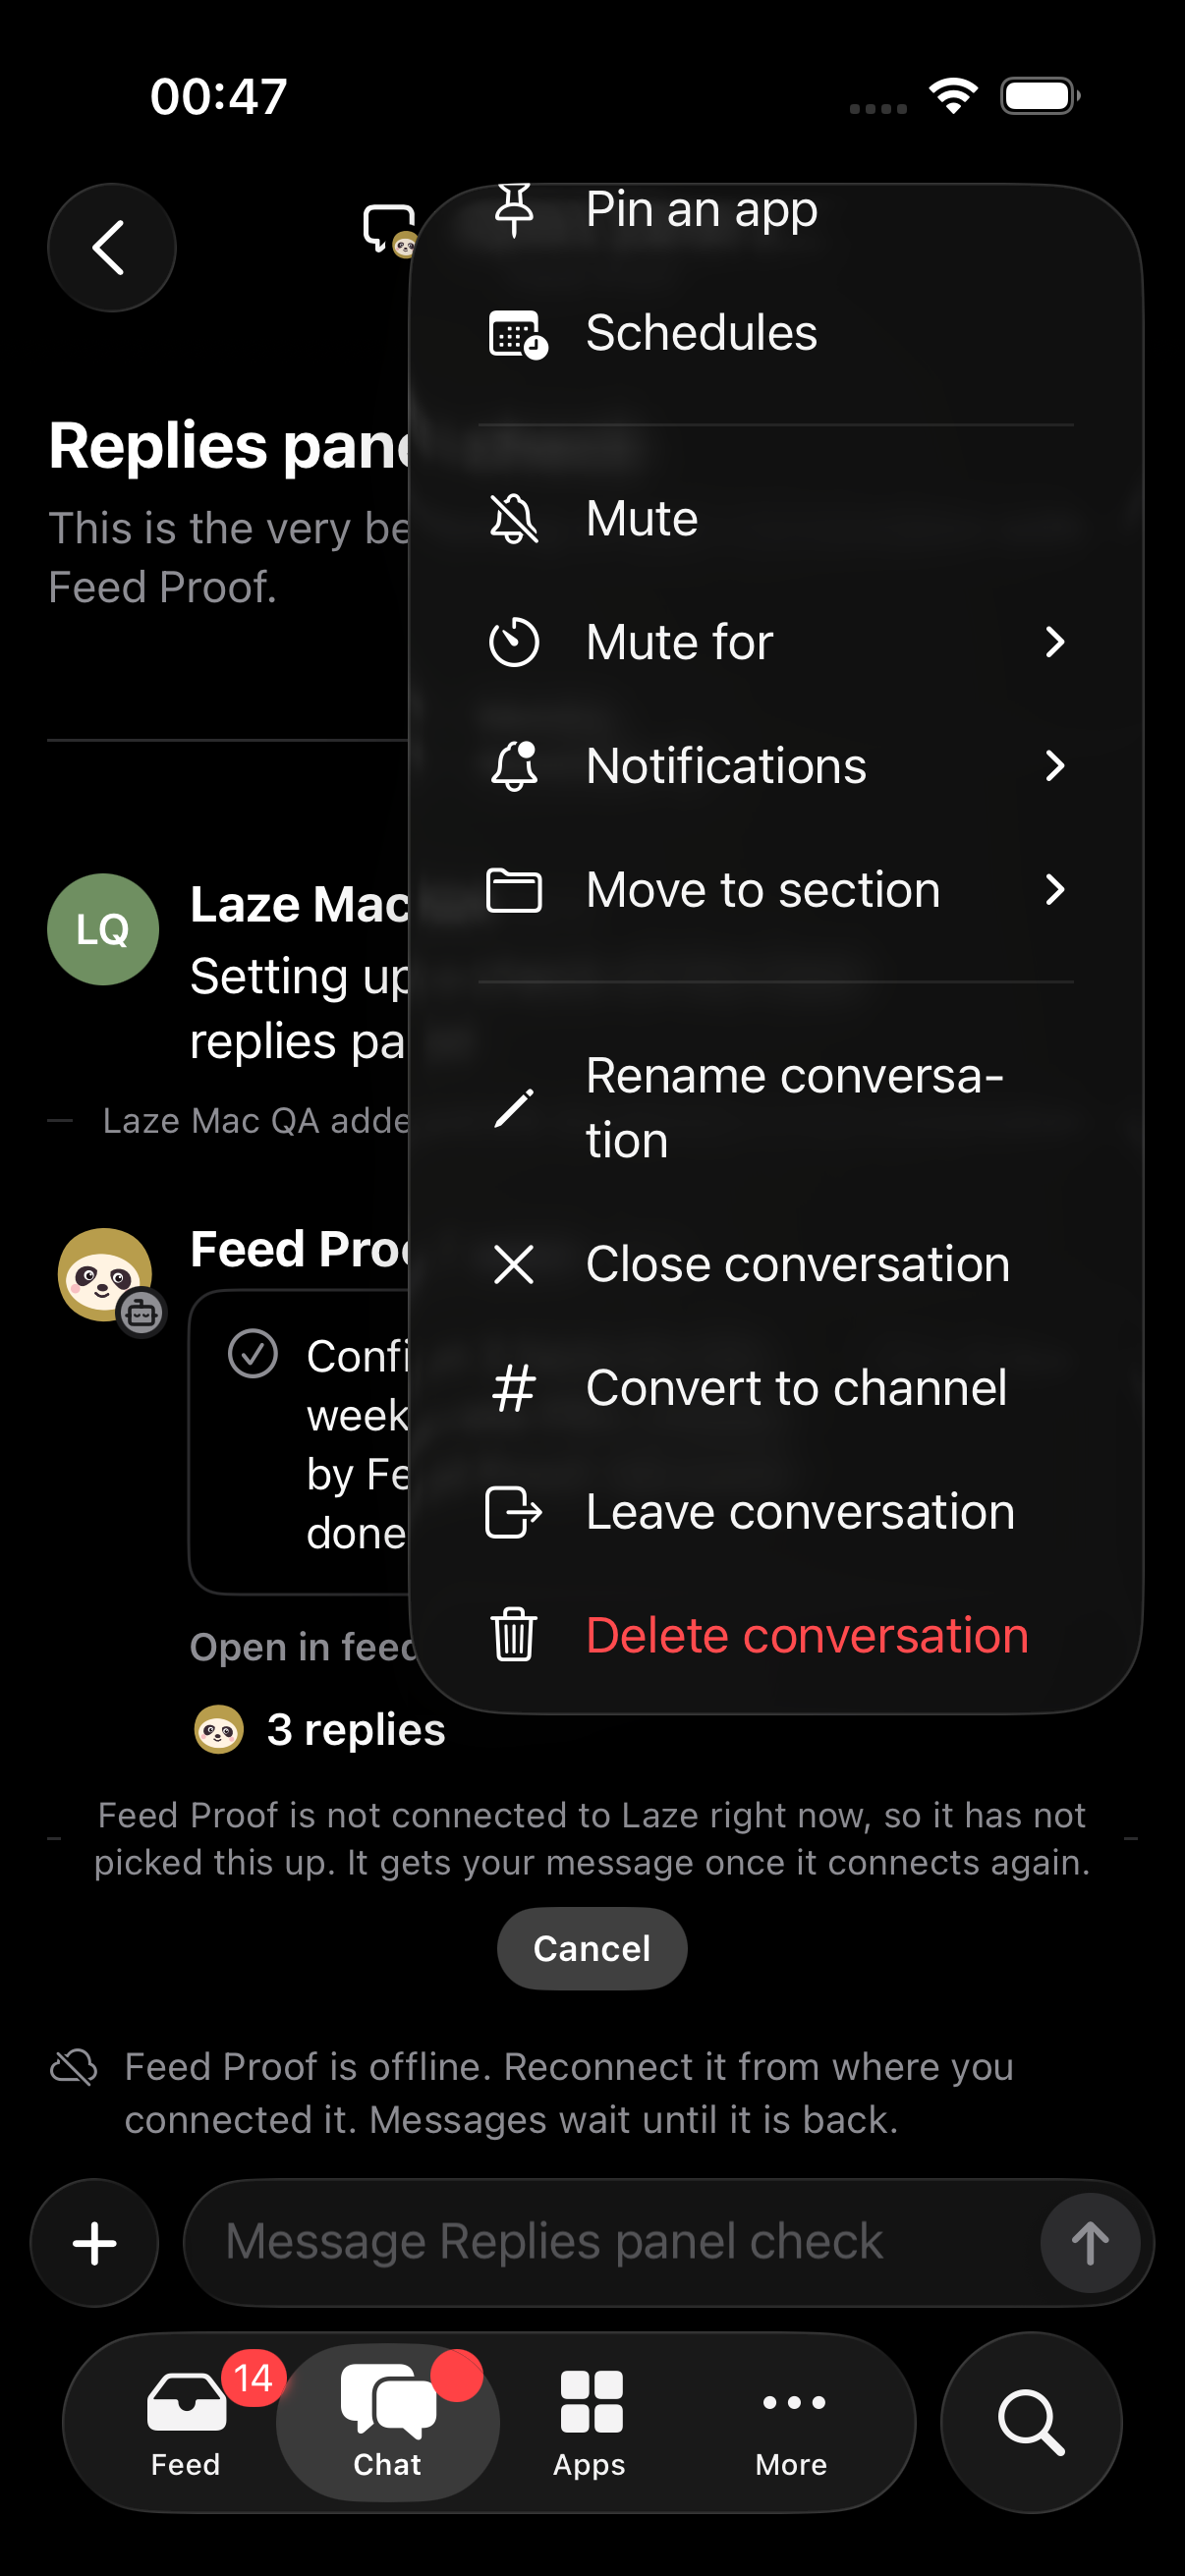 00:47
Pin an app
Schedules
Replies pane
This is the very be
Feed Proof.
Mute
Mute for
Notifications
Move to section
LQ
Laze Mac
Setting up
replies pa
Laze Mac QA adde
Rename conversa-
tion
Close conversation
Convert to channel
Leave conversation
Delete conversation
Feed Proo
Confi
week
by Fe
done
Open in feed
3 replies
Feed Proof is not connected to Laze right now, so it has not
picked this up. It gets your message once it connects again.
Cancel
Feed Proof is offline. Reconnect it from where you
connected it. Messages wait until it is back.
Message Replies panel check
14
Feed
Chat
Apps
More